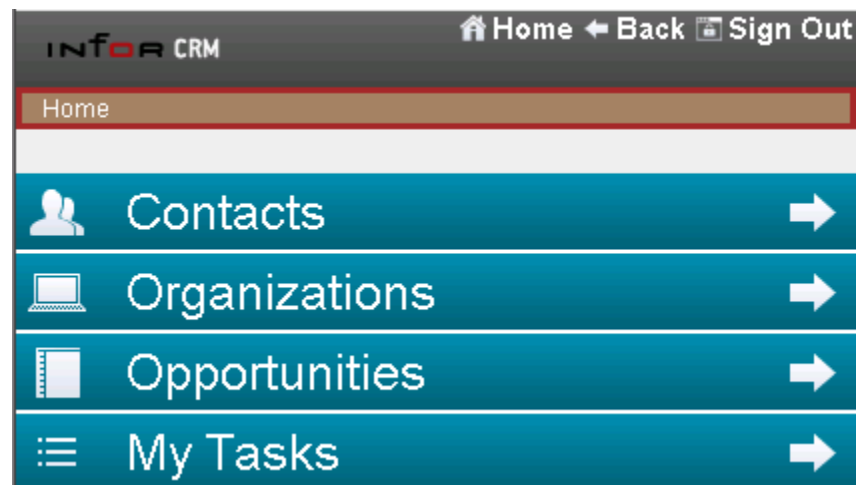 infor CRM
Home Back Sign Out
Home
Contacts
Organizations
Opportunities
My Tasks